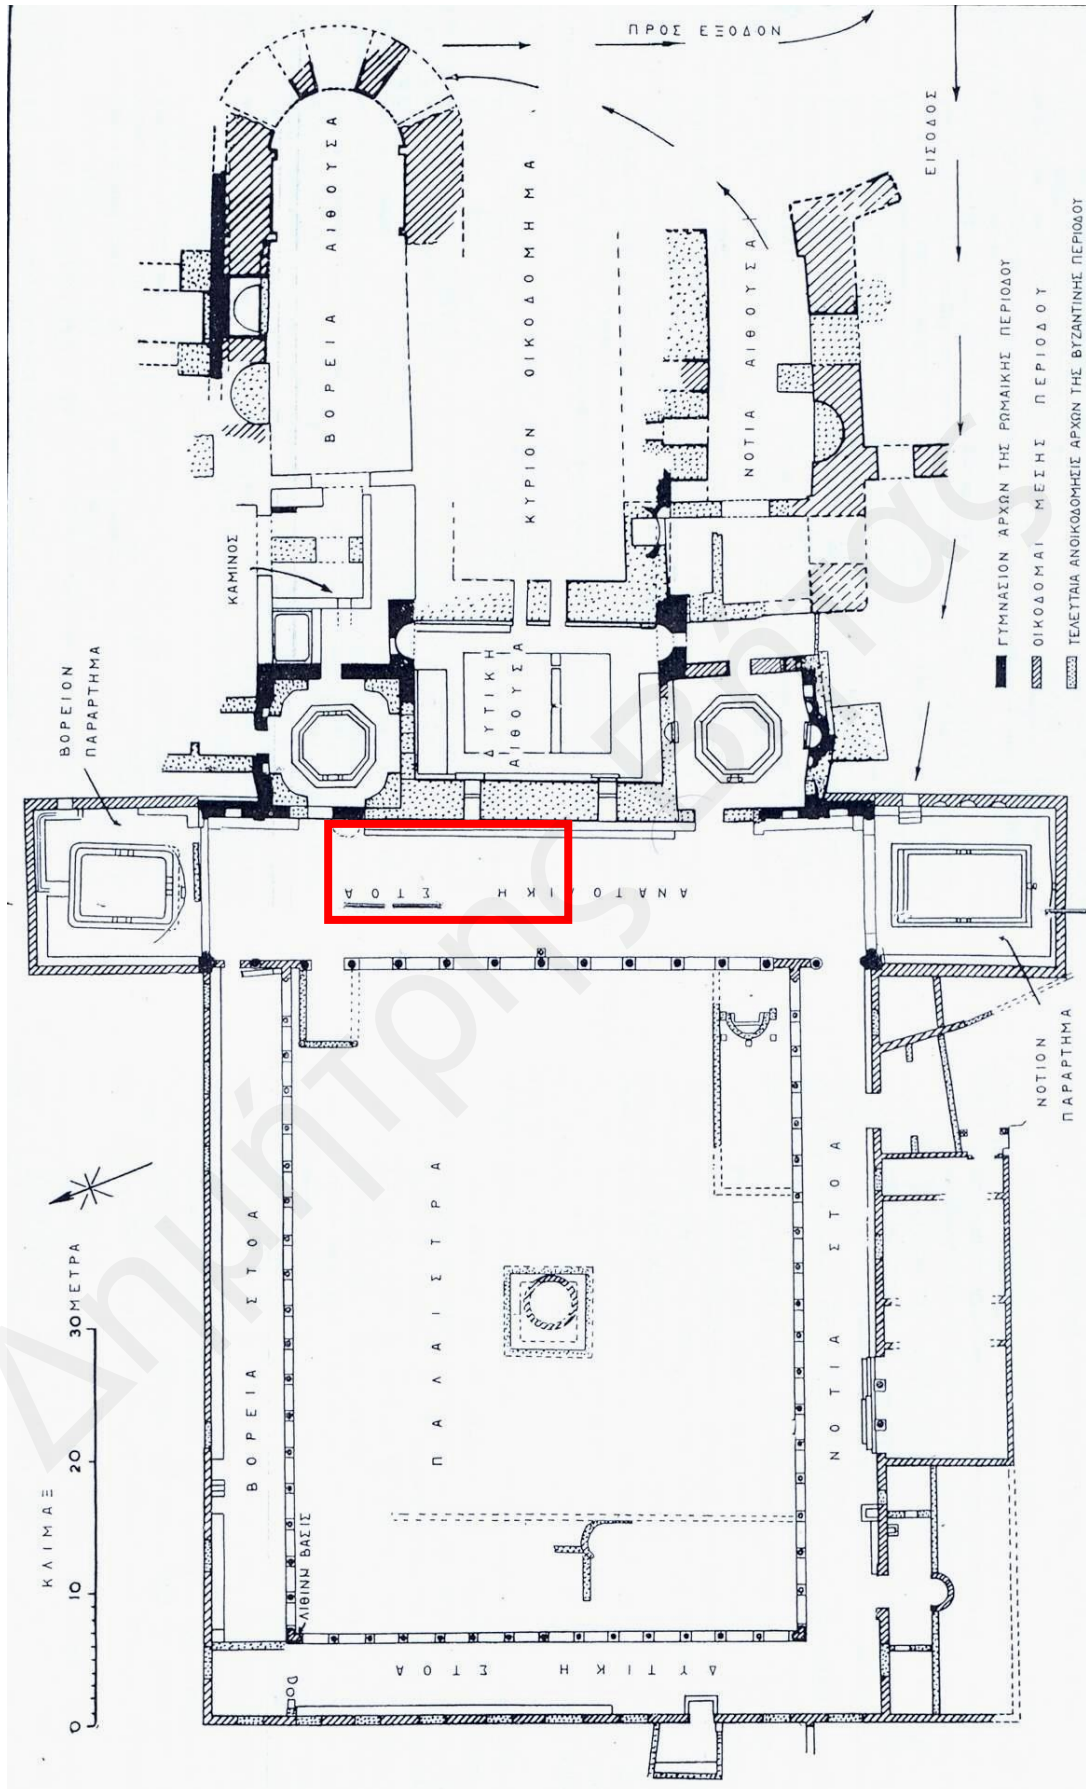 ΠΡΟΣ ΕΞΟΔΟΝ
ΕΙΣΟΔΟΣ
ΒΟΡΕΙΑ ΑΙΘΟΥΣΑ
ΚΥΡΙΟΝ ΟΙΚΟΔΟΜΗΜΑ
ΝΟΤΙΑ ΑΙΘΟΥΣΑ
ΓΥΜΝΑΣΙΟΝ ΑΡΧΩΝ ΤΗΣ ΡΩΜΑΙΚΗΣ ΠΕΡΙΟΔΟΥ
ΟΙΚΟΔΟΜΑΙ ΜΕΣΗΣ ΠΕΡΙΟΔΟΥ
ΤΕΛΕΥΤΑΙΑ ΑΝΟΙΚΟΔΟΜΗΣΙΣ ΑΡΧΩΝ ΤΗΣ ΒΥΖΑΝΤΙΝΗΣ ΠΕΡΙΟΔΟΥ
ΚΑΜΙΝΟΣ
ΒΟΡΕΙΟΝ
ΠΑΡΑΡΤΗΜΑ
ΔΥΤΙΚΗ
ΑΙΘΟΥΣΑ
ΑΝΑΤΟΛΙΚΗ ΣΤΟΑ
ΝΟΤΙΟΝ
ΠΑΡΑΡΤΗΜΑ
ΒΟΡΕΙΑ ΣΤΟΑ
ΠΑΛΑΙΣΤΡΑ
ΝΟΤΙΑ ΣΤΟΑ
ΚΛΙΜΑΞ
0 10 20 30 ΜΕΤΡΑ
ΛΙΘΙΝΗ ΒΑΣΙΣ
ΔΥΤΙΚΗ ΣΤΟΑ
Δημήτρης Βήτας